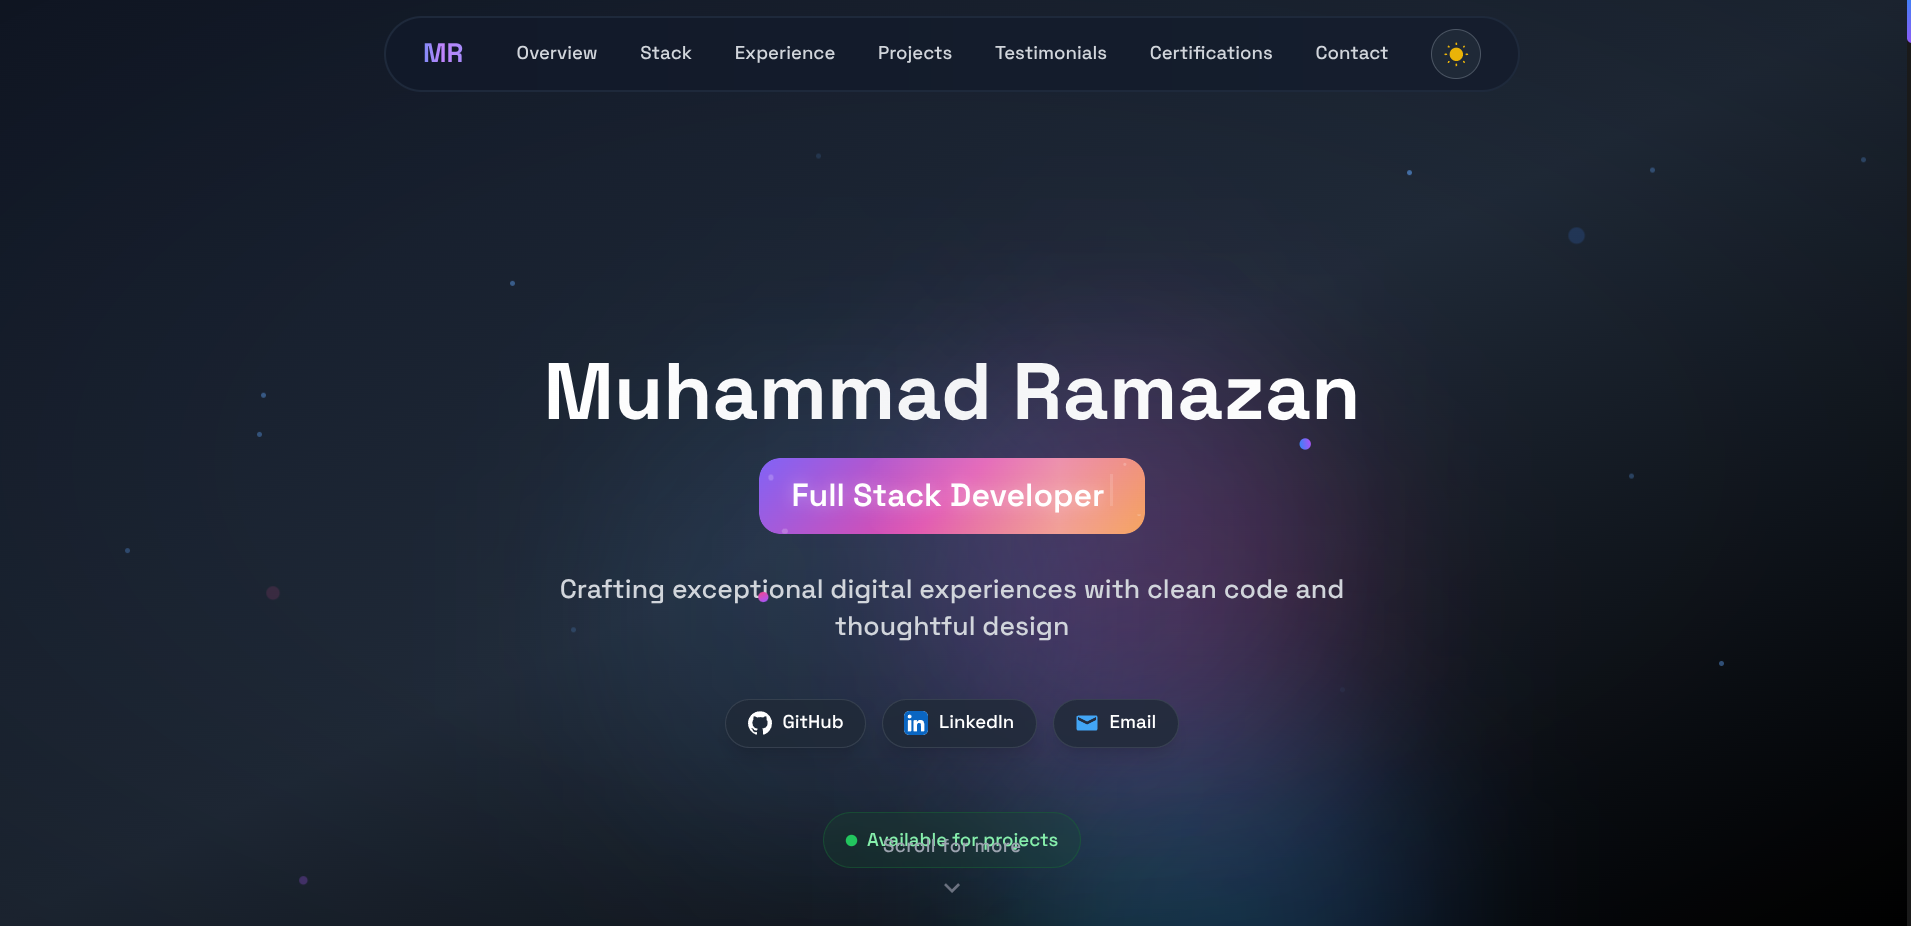 MR
Overview
Stack
Experience
Projects
Testimonials
Certifications
Contact
Muhammad Ramazan
Full Stack Developer
Crafting exceptional digital experiences with clean code and
thoughtful design
GitHub
LinkedIn
Email
Available for projects
Scroll for more